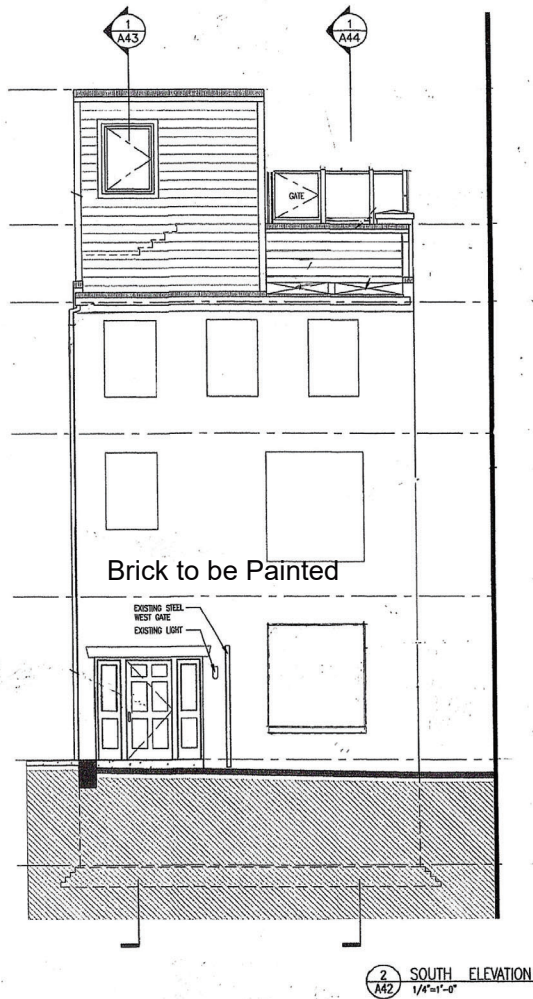 1
A43
1
A44
GATE
Brick to be Painted
EXISTING STEEL
WEST GATE
EXISTING LIGHT
2
A42
SOUTH ELEVATION
1/4"=1'-0"